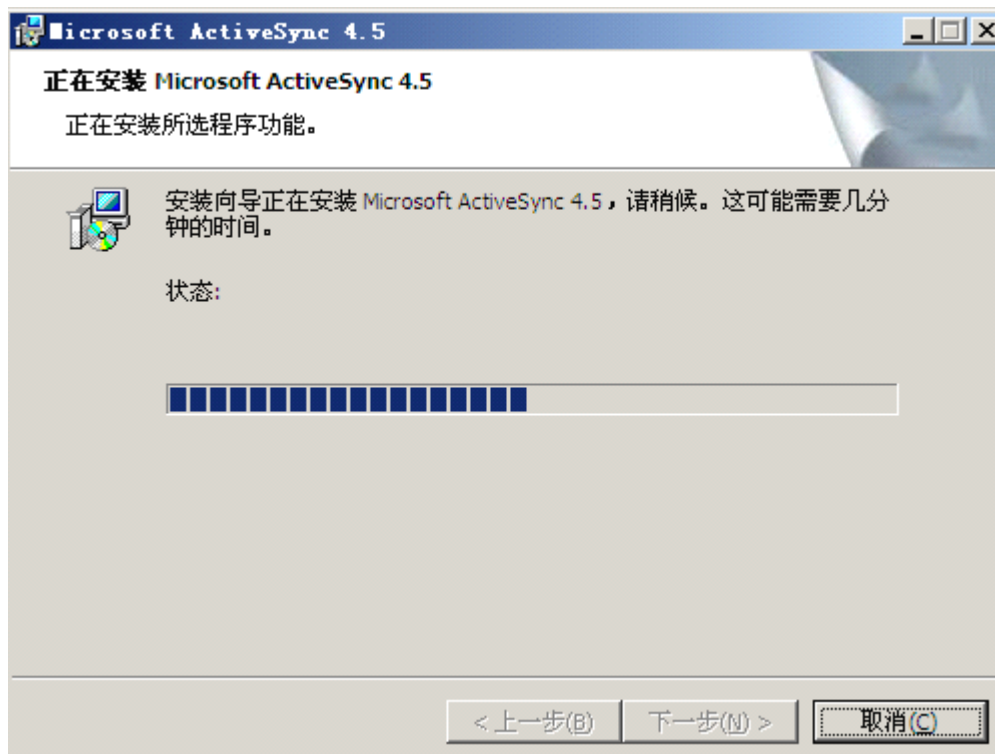 Microsoft ActiveSync 4.5
正在安装 Microsoft ActiveSync 4.5
正在安装所选程序功能。
安装向导正在安装 Microsoft ActiveSync 4.5，请稍候。这可能需要几分
钟的时间。
状态:
< 上一步(B)
下一步(N) >
取消(C)